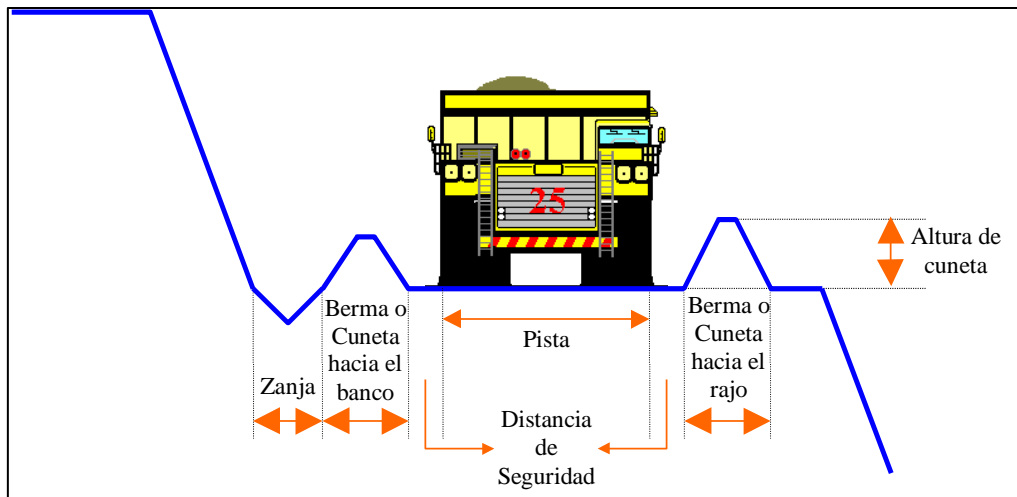 25
Altura de
cuneta
Zanja
Berma o
Cuneta
hacia el
banco
Pista
Berma o
Cuneta
hacia el
rajo
Distancia
de
Seguridad